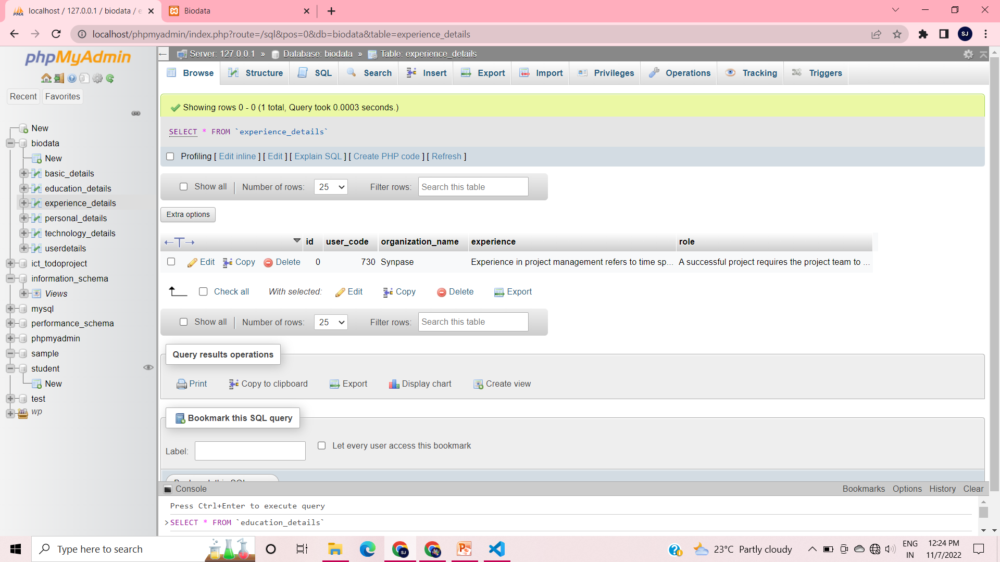 localhost / 127.0.0.1 / biodata / e
Biodata
localhost/phpmyadmin/index.php?route=/sql&pos=0&db=biodata&table=experience_details
SJ
phpMyAdmin
Recent
Favorites
New
biodata
New
basic_details
education_details
experience_details
personal_details
technology_details
userdetails
ict_todoproject
information_schema
Views
mysql
performance_schema
phpmyadmin
sample
student
New
test
wp
Server: 127.0.0.1 » Database: biodata » Table: experience_details
Browse Structure SQL Search Insert Export Import Privileges Operations Tracking Triggers
Showing rows 0 - 0 (1 total, Query took 0.0003 seconds.)
SELECT * FROM `experience_details`
Profiling [ Edit inline ] [ Edit ] [ Explain SQL ] [ Create PHP code ] [ Refresh ]
Show all Number of rows: 25 Filter rows: Search this table
Extra options
id user_code organization_name experience role
Edit Copy Delete 0 730 Synpase Experience in project management refers to time sp... A successful project requires the project team to ...
Check all With selected: Edit Copy Delete Export
Show all Number of rows: 25 Filter rows: Search this table
Query results operations
Print Copy to clipboard Export Display chart Create view
Bookmark this SQL query
Label: Let every user access this bookmark
Console Bookmarks Options History Clear
Press Ctrl+Enter to execute query
>SELECT * FROM `education_details`
Type here to search
23°C Partly cloudy
ENG
IN
12:24 PM
11/7/2022